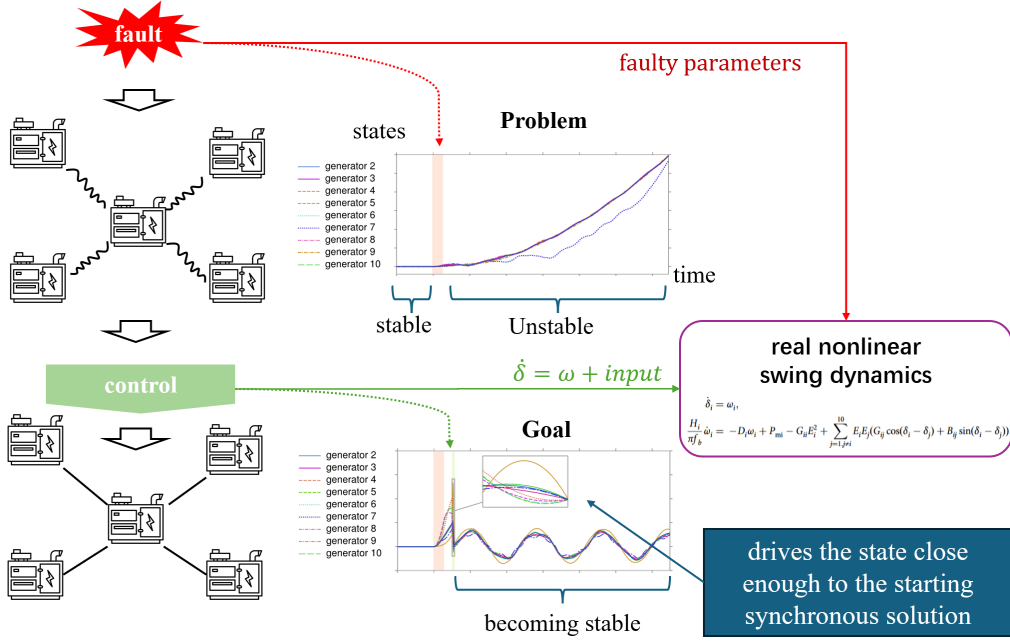 fault
faulty parameters
states
Problem
generator 2
generator 3
generator 4
generator 5
generator 6
generator 7
generator 8
generator 9
generator 10
time
stable
Unstable
control
δ̇ = ω + input
real nonlinear
swing dynamics
δ̇ᵢ = ωᵢ,
Hᵢ/(πf_b) ω̇ᵢ = −Dᵢωᵢ + P_mi − G_ii Eᵢ² + ∑_{j=1,j≠i}^{10} EᵢEⱼ(G_ij cos(δᵢ − δⱼ) + B_ij sin(δᵢ − δⱼ))
Goal
generator 2
generator 3
generator 4
generator 5
generator 6
generator 7
generator 8
generator 9
generator 10
becoming stable
drives the state close
enough to the starting
synchronous solution